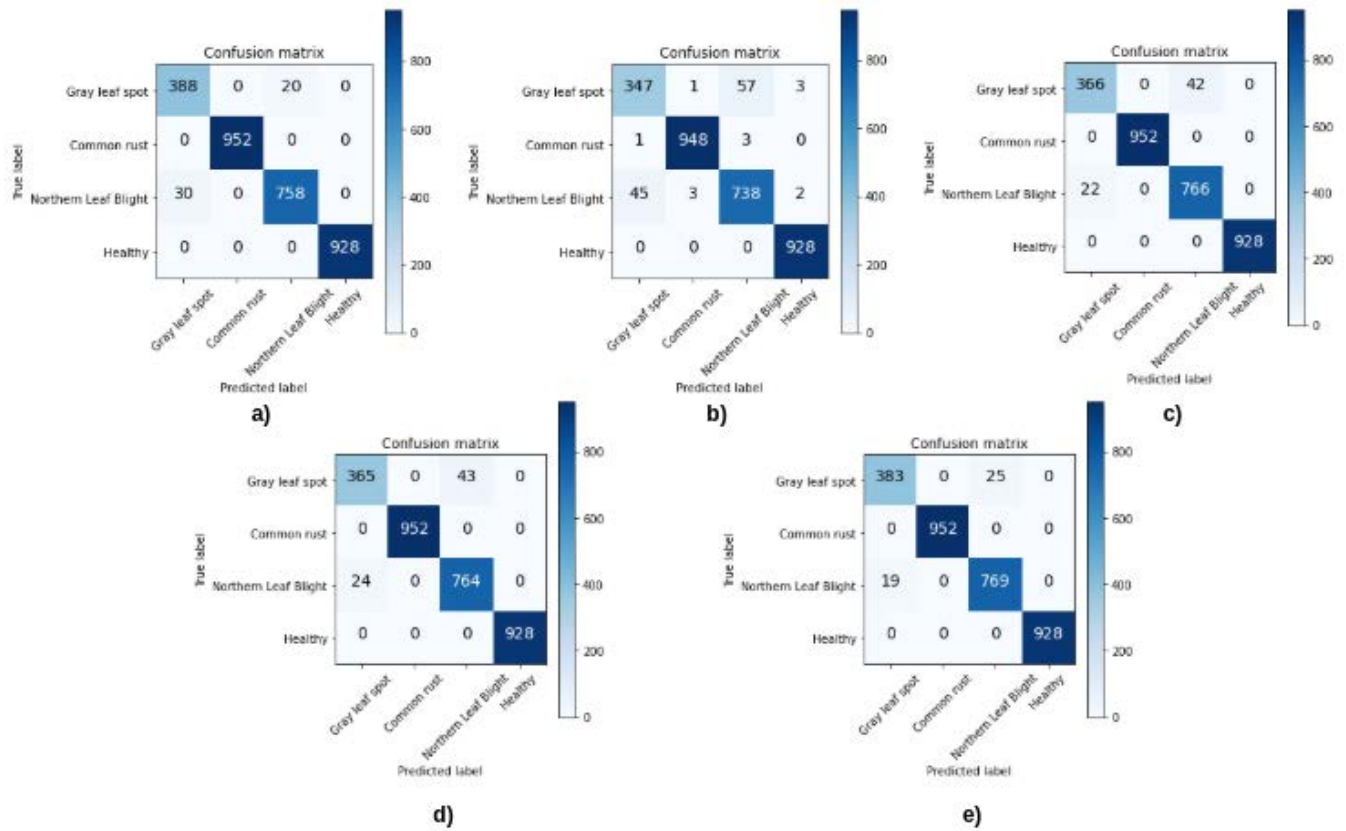 Confusion matrix
Gray leaf spot 388 0 20 0
Common rust 0 952 0 0
Northern Leaf Blight 30 0 758 0
Healthy 0 0 0 928
True label
Gray leaf spot
Common rust
Northern Leaf Blight
Healthy
Predicted label
800
600
400
200
0
a)
Confusion matrix
Gray leaf spot 347 1 57 3
Common rust 1 948 3 0
Northern Leaf Blight 45 3 738 2
Healthy 0 0 0 928
True label
Gray leaf spot
Common rust
Northern Leaf Blight
Healthy
Predicted label
800
600
400
200
0
b)
Confusion matrix
Gray leaf spot 366 0 42 0
Common rust 0 952 0 0
Northern Leaf Blight 22 0 766 0
Healthy 0 0 0 928
True label
Gray leaf spot
Common rust
Northern Leaf Blight
Healthy
Predicted label
800
600
400
200
0
c)
Confusion matrix
Gray leaf spot 365 0 43 0
Common rust 0 952 0 0
Northern Leaf Blight 24 0 764 0
Healthy 0 0 0 928
True label
Gray leaf spot
Common rust
Northern Leaf Blight
Healthy
Predicted label
800
600
400
200
0
d)
Confusion matrix
Gray leaf spot 383 0 25 0
Common rust 0 952 0 0
Northern Leaf Blight 19 0 769 0
Healthy 0 0 0 928
True label
Gray leaf spot
Common rust
Northern Leaf Blight
Healthy
Predicted label
800
600
400
200
0
e)